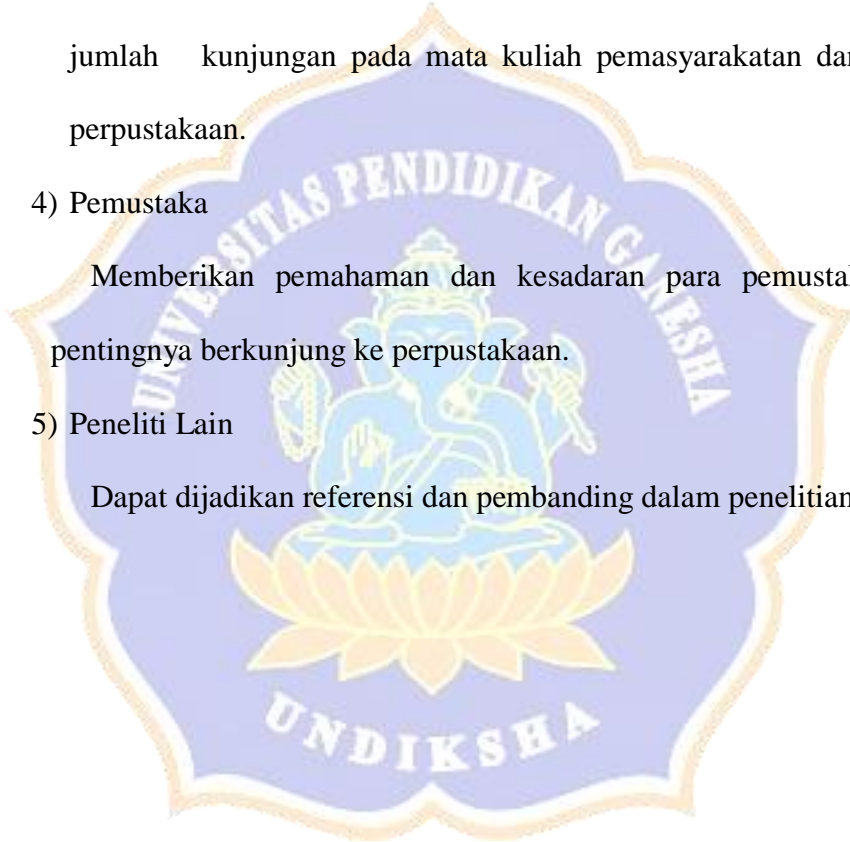 jumlah kunjungan pada mata kuliah pemasyarakatan dan
perpustakaan.
4) Pemustaka
Memberikan pemahaman dan kesadaran para
pentingnya berkunjung ke perpustakaan.
5) Peneliti Lain
Dapat dijadikan referensi dan pembanding dalam penelitian
UNIVERSITAS PENDIDIKAN GANESHA
UNDIKSHA